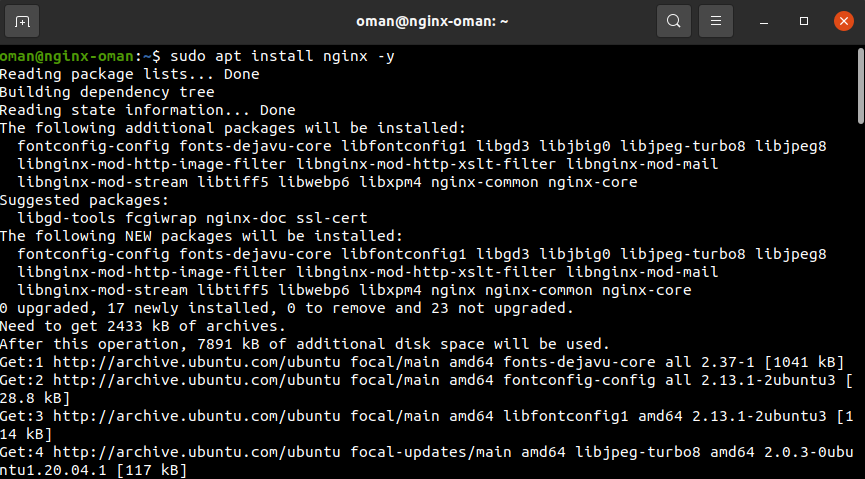 oman@nginx-oman: ~
oman@nginx-oman:~$ sudo apt install nginx -y
Reading package lists... Done
Building dependency tree
Reading state information... Done
The following additional packages will be installed:
  fontconfig-config fonts-dejavu-core libfontconfig1 libgd3 libjbig0 libjpeg-turbo8 libjpeg8
  libnginx-mod-http-image-filter libnginx-mod-http-xslt-filter libnginx-mod-mail
  libnginx-mod-stream libtiff5 libwebp6 libxpm4 nginx-common nginx-core
Suggested packages:
  libgd-tools fcgiwrap nginx-doc ssl-cert
The following NEW packages will be installed:
  fontconfig-config fonts-dejavu-core libfontconfig1 libgd3 libjbig0 libjpeg-turbo8 libjpeg8
  libnginx-mod-http-image-filter libnginx-mod-http-xslt-filter libnginx-mod-mail
  libnginx-mod-stream libtiff5 libwebp6 libxpm4 nginx nginx-common nginx-core
0 upgraded, 17 newly installed, 0 to remove and 23 not upgraded.
Need to get 2433 kB of archives.
After this operation, 7891 kB of additional disk space will be used.
Get:1 http://archive.ubuntu.com/ubuntu focal/main amd64 fonts-dejavu-core all 2.37-1 [1041 kB]
Get:2 http://archive.ubuntu.com/ubuntu focal/main amd64 fontconfig-config all 2.13.1-2ubuntu3 [
28.8 kB]
Get:3 http://archive.ubuntu.com/ubuntu focal/main amd64 libfontconfig1 amd64 2.13.1-2ubuntu3 [1
14 kB]
Get:4 http://archive.ubuntu.com/ubuntu focal-updates/main amd64 libjpeg-turbo8 amd64 2.0.3-0ubu
ntu1.20.04.1 [117 kB]